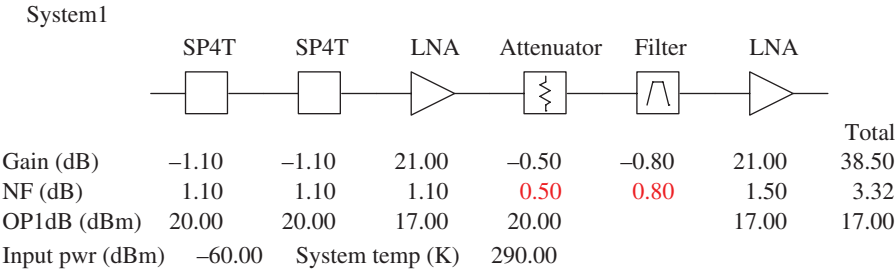 System1
SP4T SP4T LNA Attenuator Filter LNA
Total
Gain (dB) –1.10 –1.10 21.00 –0.50 –0.80 21.00 38.50
NF (dB) 1.10 1.10 1.10 0.50 0.80 1.50 3.32
OP1dB (dBm) 20.00 20.00 17.00 20.00 17.00 17.00
Input pwr (dBm) –60.00 System temp (K) 290.00